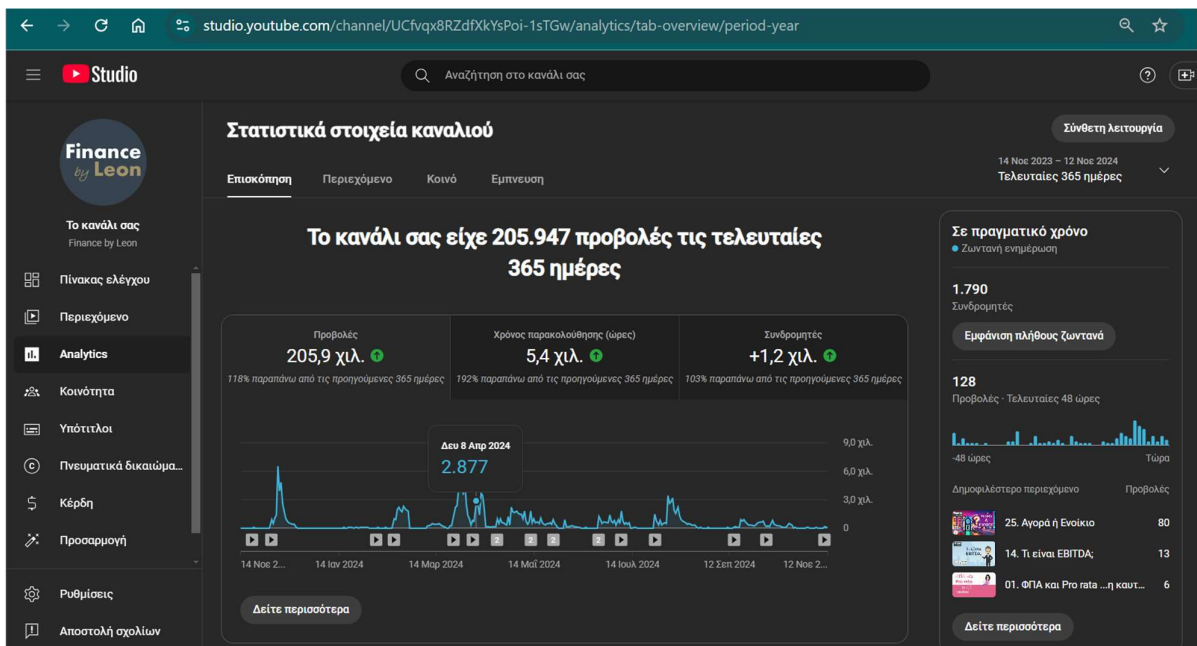 studio.youtube.com/channel/UCfvqx8RZdfXkYsPoi-1sTGw/analytics/tab-overview/period-year
Studio
Αναζήτηση στο κανάλι σας
Finance
by Leon
Το κανάλι σας
Finance by Leon
Πίνακας ελέγχου
Περιεχόμενο
Analytics
Κοινότητα
Υπότιτλοι
Πνευματικά δικαιώμα...
Κέρδη
Προσαρμογή
Ρυθμίσεις
Αποστολή σχολίων
Στατιστικά στοιχεία καναλιού
Σύνθετη λειτουργία
Επισκόπηση Περιεχόμενο Κοινό Εμπνευση
14 Νοε 2023 – 12 Νοε 2024
Τελευταίες 365 ημέρες
Το κανάλι σας είχε 205.947 προβολές τις τελευταίες
365 ημέρες
Προβολές
205,9 χιλ.
118% παραπάνω από τις προηγούμενες 365 ημέρες
Χρόνος παρακολούθησης (ώρες)
5,4 χιλ.
192% παραπάνω από τις προηγούμενες 365 ημέρες
Συνδρομητές
+1,2 χιλ.
103% παραπάνω από τις προηγούμενες 365 ημέρες
Δευ 8 Απρ 2024
2.877
9,0 χιλ.
6,0 χιλ.
3,0 χιλ.
0
2 2 2 2
14 Νοε 2... 14 Ιαν 2024 14 Μαρ 2024 14 Μαΐ 2024 14 Ιουλ 2024 12 Σεπ 2024 12 Νοε 2...
Δείτε περισσότερα
Σε πραγματικό χρόνο
Ζωντανή ενημέρωση
1.790
Συνδρομητές
Εμφάνιση πλήθους ζωντανά
128
Προβολές · Τελευταίες 48 ώρες
-48 ώρες Τώρα
Δημοφιλέστερο περιεχόμενο Προβολές
25. Αγορά ή Ενοίκιο 80
14. Τι είναι EBITDA; 13
01. ΦΠΑ και Pro rata ...η καυτ... 6
Δείτε περισσότερα